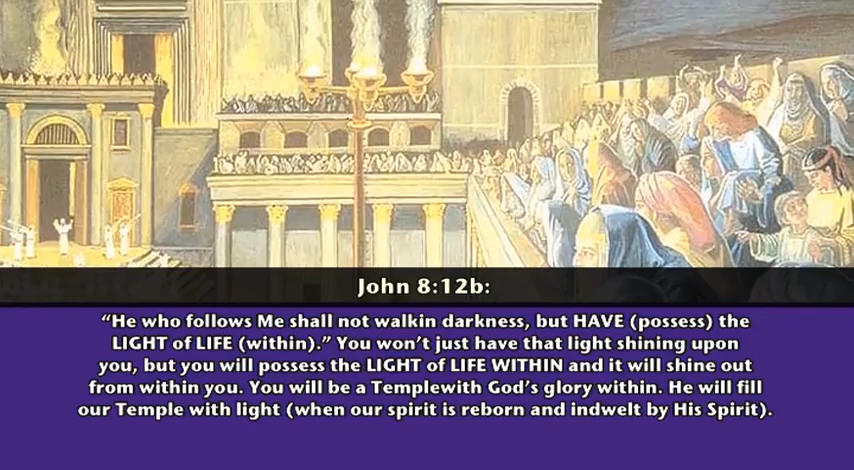 John 8:12b:
“He who follows Me shall not walkin darkness, but HAVE (possess) the
LIGHT of LIFE (within).” You won’t just have that light shining upon
you, but you will possess the LIGHT of LIFE WITHIN and it will shine out
from within you. You will be a Templewith God’s glory within. He will fill
our Temple with light (when our spirit is reborn and indwelt by His Spirit).